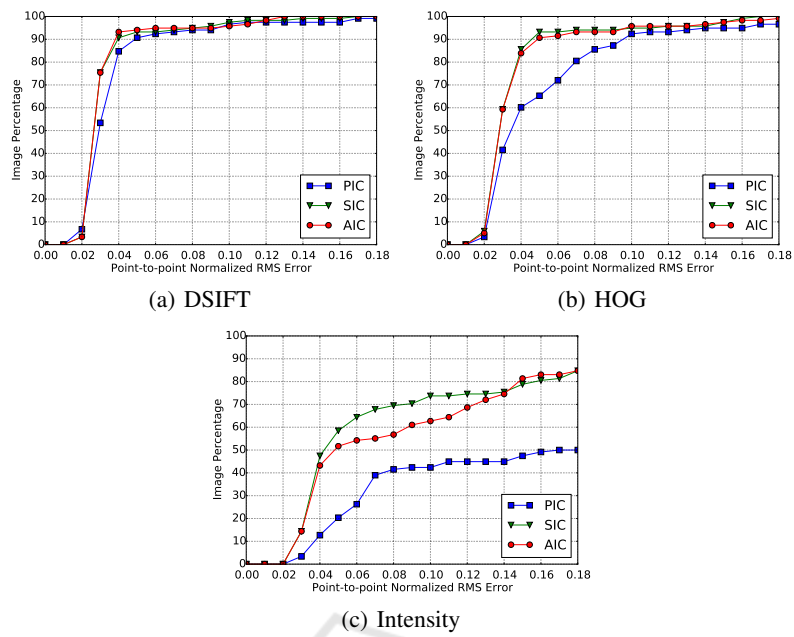 100
90
80
70
60
50
40
30
20
10
0
Image Percentage
PIC
SIC
AIC
0.00 0.02 0.04 0.06 0.08 0.10 0.12 0.14 0.16 0.18
Point-to-point Normalized RMS Error
(a) DSIFT
100
90
80
70
60
50
40
30
20
10
0
Image Percentage
PIC
SIC
AIC
0.00 0.02 0.04 0.06 0.08 0.10 0.12 0.14 0.16 0.18
Point-to-point Normalized RMS Error
(b) HOG
100
90
80
70
60
50
40
30
20
10
0
Image Percentage
PIC
SIC
AIC
0.00 0.02 0.04 0.06 0.08 0.10 0.12 0.14 0.16 0.18
Point-to-point Normalized RMS Error
(c) Intensity